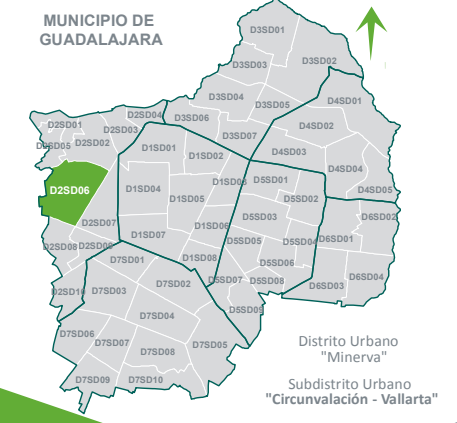 MUNICIPIO DE
GUADALAJARA
D3SD01
D3SD03
D3SD02
D3SD04
D3SD05
D3SD06
D3SD07
D4SD01
D4SD02
D4SD03
D4SD04
D4SD05
D2SD01
D2SD04
D2SD03
D2SD05
D2SD02
D2SD06
D2SD07
D2SD08
D2SD09
D2SD10
D1SD01
D1SD02
D1SD03
D1SD04
D1SD05
D1SD06
D1SD07
D1SD08
D5SD01
D5SD02
D5SD03
D5SD04
D5SD05
D5SD06
D5SD07
D5SD08
D5SD09
D6SD02
D6SD01
D6SD04
D6SD03
D7SD01
D7SD02
D7SD03
D7SD04
D7SD06
D7SD07
D7SD08
D7SD05
D7SD09
D7SD10
Distrito Urbano
"Minerva"
Subdistrito Urbano
"Circunvalación - Vallarta"